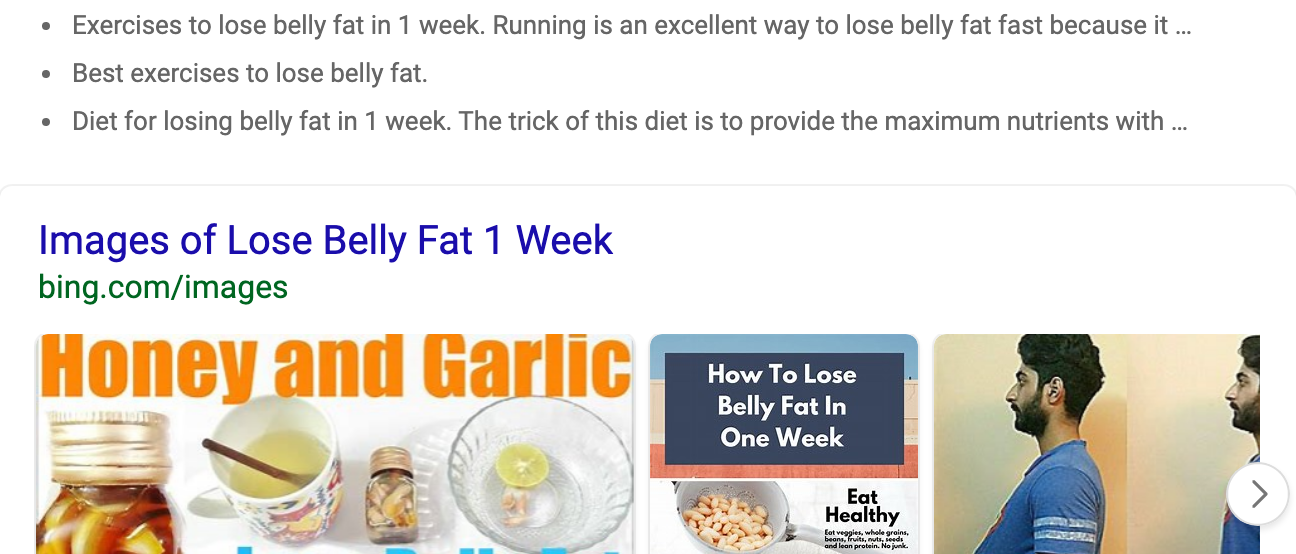 Exercises to lose belly fat in 1 week. Running is an excellent way to lose belly fat fast because it ...
Best exercises to lose belly fat.
Diet for losing belly fat in 1 week. The trick of this diet is to provide the maximum nutrients with ...
Images of Lose Belly Fat 1 Week
bing.com/images
Honey and Garlic
How To Lose
Belly Fat In
One Week
Eat
Healthy
Eat veggies, whole grains,
beans, fruits, nuts, seeds
and lean protein. No junk.